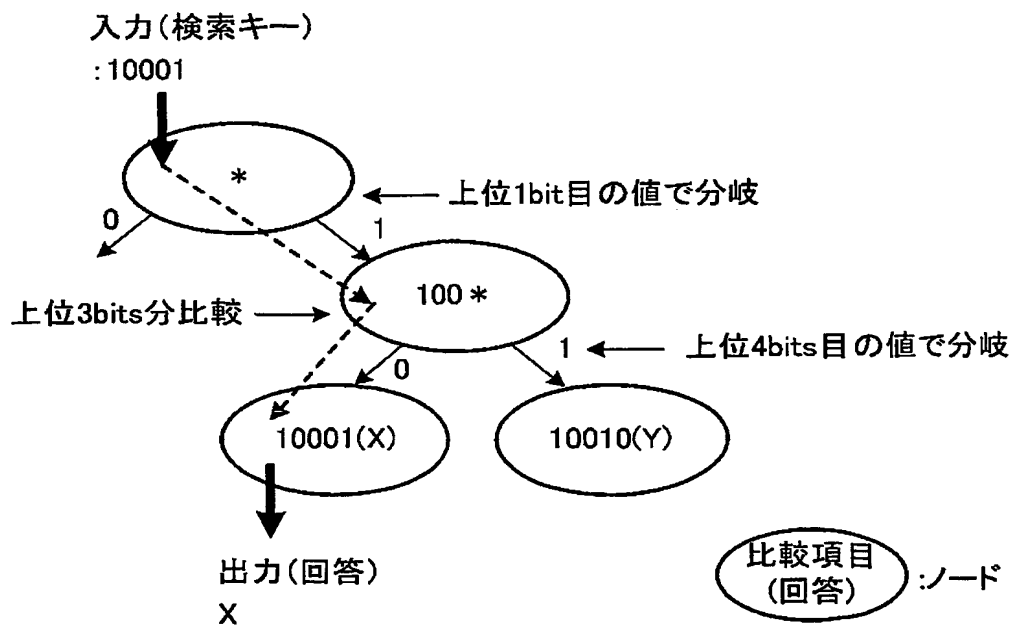 入力(検索キー)
:10001
*
上位1bit目の値で分岐
0
1
100*
上位3bits分比較
上位4bits目の値で分岐
0
1
10001(X)
10010(Y)
出力(回答)
X
比較項目
(回答)
:ノード